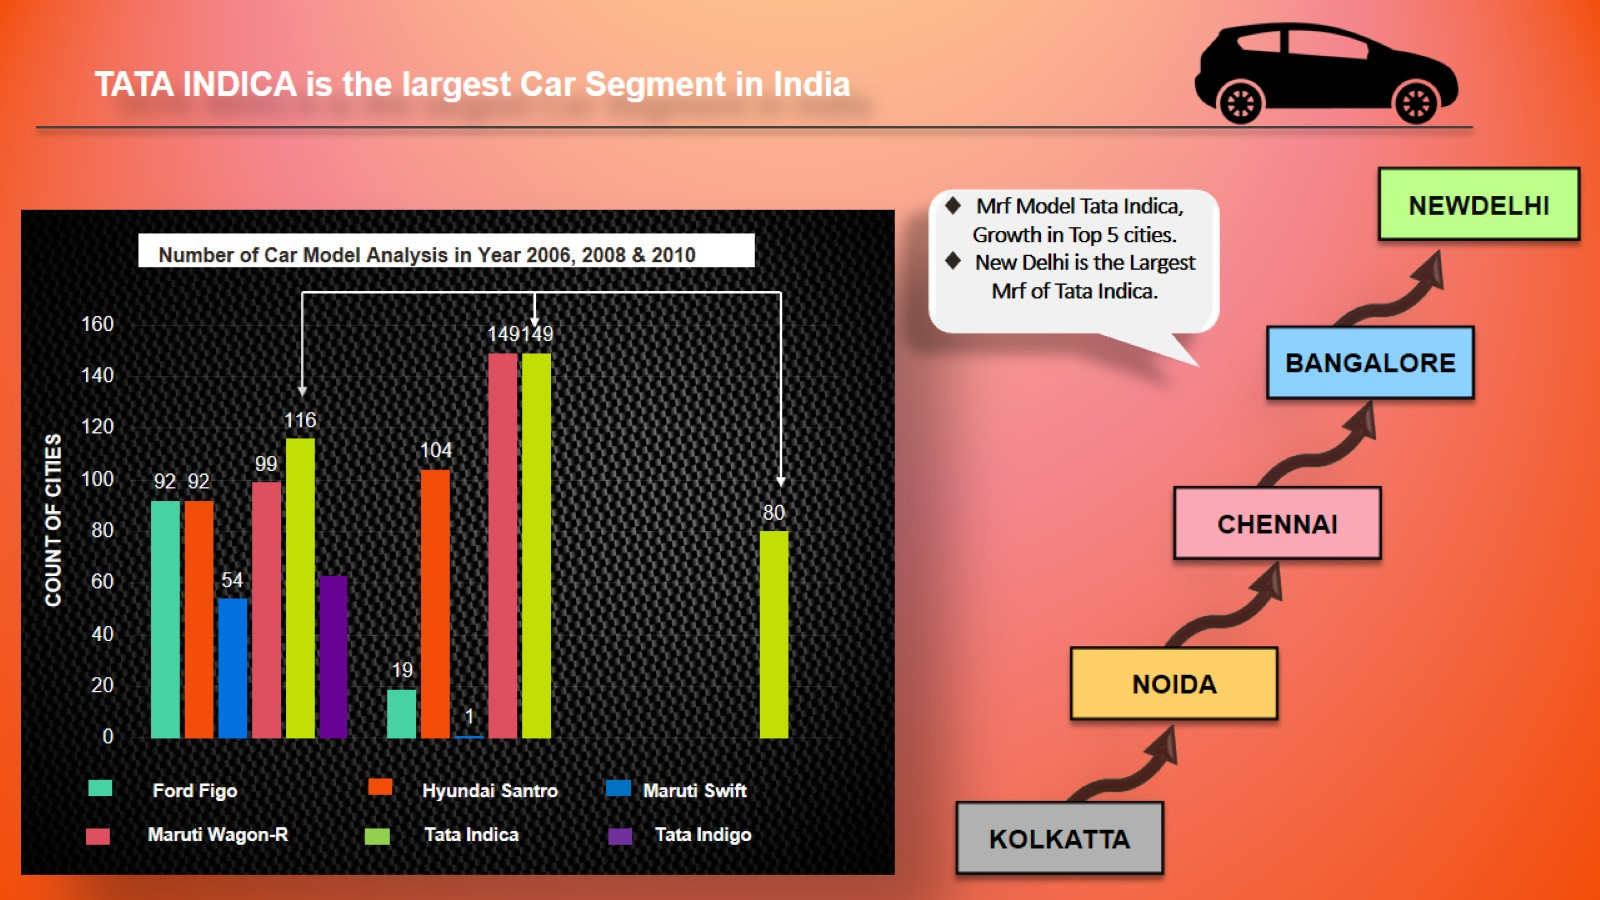 TATA INDICA is the largest Car Segment in India
Number of Car Model Analysis in Year 2006, 2008 & 2010
COUNT OF CITIES
160
140
120
100
80
60
40
20
0
92 92 54 99 116
19 104 1 149 149
80
Ford Figo Hyundai Santro Maruti Swift
Maruti Wagon-R Tata Indica Tata Indigo
♦ Mrf Model Tata Indica,
Growth in Top 5 cities.
♦ New Delhi is the Largest
Mrf of Tata Indica.
NEWDELHI
BANGALORE
CHENNAI
NOIDA
KOLKATTA